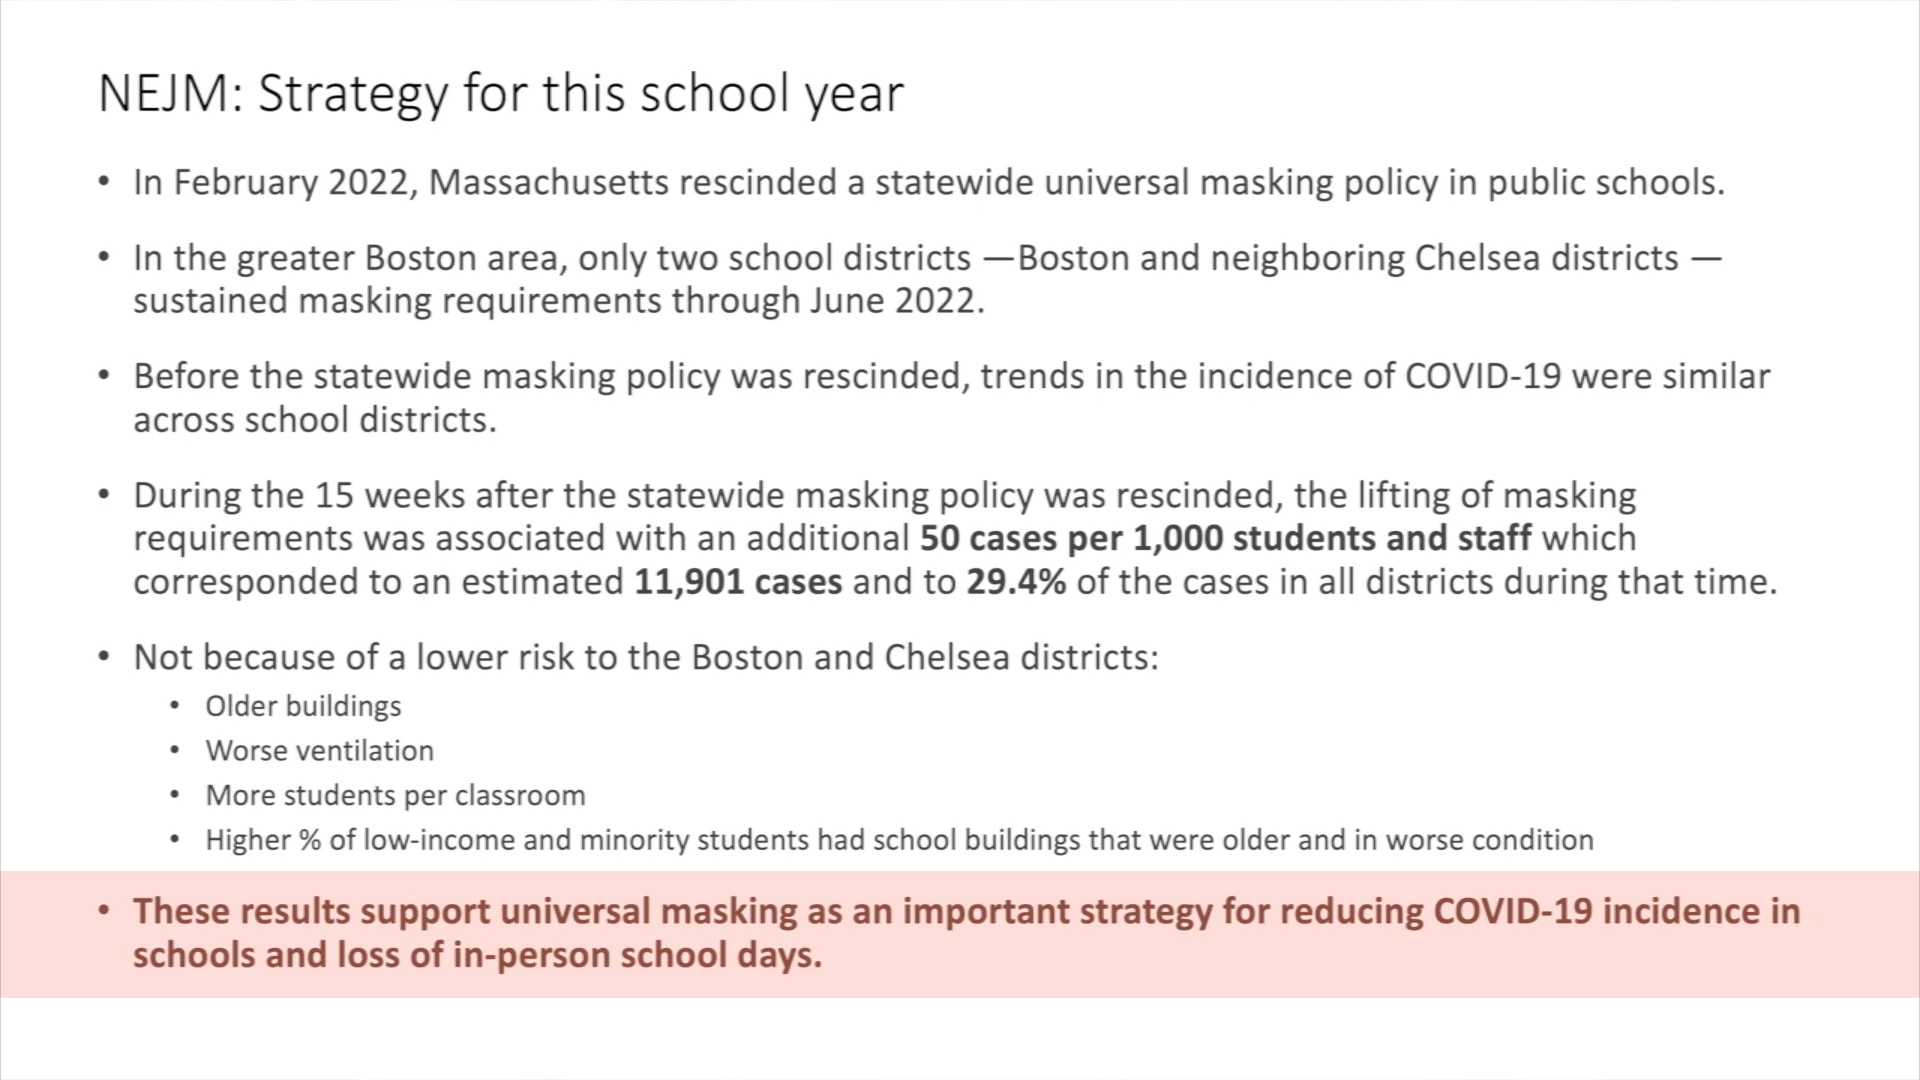 NEJM: Strategy for this school year
• In February 2022, Massachusetts rescinded a statewide universal masking policy in public schools.
• In the greater Boston area, only two school districts —Boston and neighboring Chelsea districts —
sustained masking requirements through June 2022.
• Before the statewide masking policy was rescinded, trends in the incidence of COVID-19 were similar
across school districts.
• During the 15 weeks after the statewide masking policy was rescinded, the lifting of masking
requirements was associated with an additional 50 cases per 1,000 students and staff which
corresponded to an estimated 11,901 cases and to 29.4% of the cases in all districts during that time.
• Not because of a lower risk to the Boston and Chelsea districts:
• Older buildings
• Worse ventilation
• More students per classroom
• Higher % of low-income and minority students had school buildings that were older and in worse condition
• These results support universal masking as an important strategy for reducing COVID-19 incidence in
schools and loss of in-person school days.